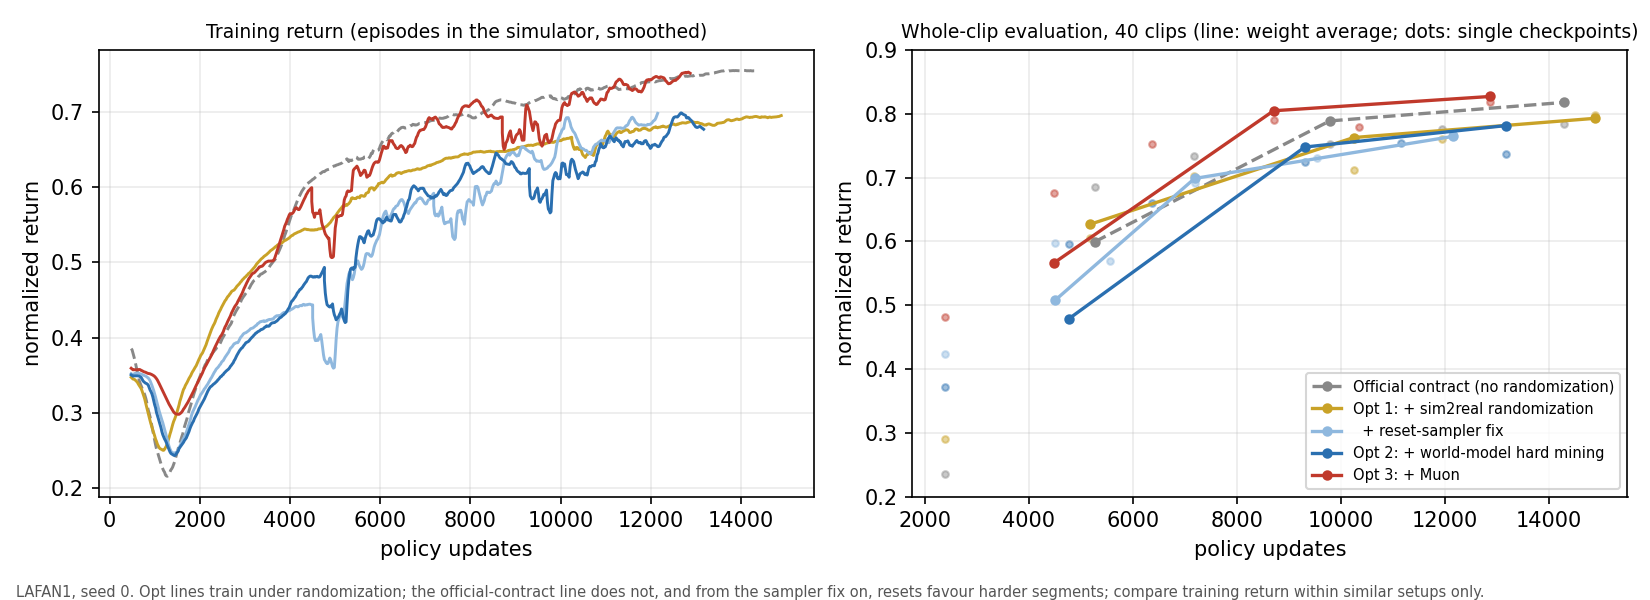 Training return (episodes in the simulator, smoothed)
normalized return
0.7
0.6
0.5
0.4
0.3
0.2
0 2000 4000 6000 8000 10000 12000 14000
policy updates
Whole-clip evaluation, 40 clips (line: weight average; dots: single checkpoints)
normalized return
0.9
0.8
0.7
0.6
0.5
0.4
0.3
0.2
Official contract (no randomization)
Opt 1: + sim2real randomization
+ reset-sampler fix
Opt 2: + world-model hard mining
Opt 3: + Muon
2000 4000 6000 8000 10000 12000 14000
policy updates
LAFAN1, seed 0. Opt lines train under randomization; the official-contract line does not, and from the sampler fix on, resets favour harder segments; compare training return within similar setups only.